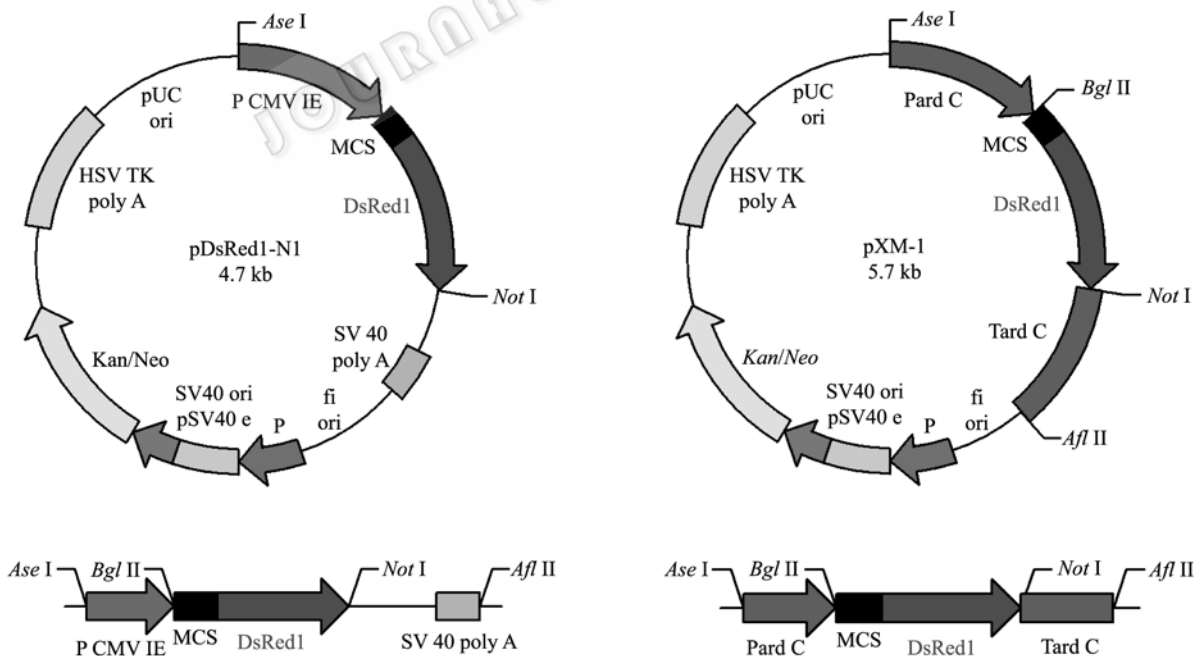 JOURNAL
Ase I
P CMV IE
MCS
DsRed1
Not I
SV 40
poly A
fi
ori
P
SV40 ori
pSV40 e
Kan/Neo
HSV TK
poly A
pUC
ori
pDsRed1-N1
4.7 kb
Ase I
Pard C
Bgl II
MCS
DsRed1
Not I
Tard C
Afl II
fi
ori
P
SV40 ori
pSV40 e
Kan/Neo
HSV TK
poly A
pUC
ori
pXM-1
5.7 kb
Ase I
Bgl II
Not I
Afl II
P CMV IE
MCS
DsRed1
SV 40 poly A
Ase I
Bgl II
Not I
Afl II
Pard C
MCS
DsRed1
Tard C